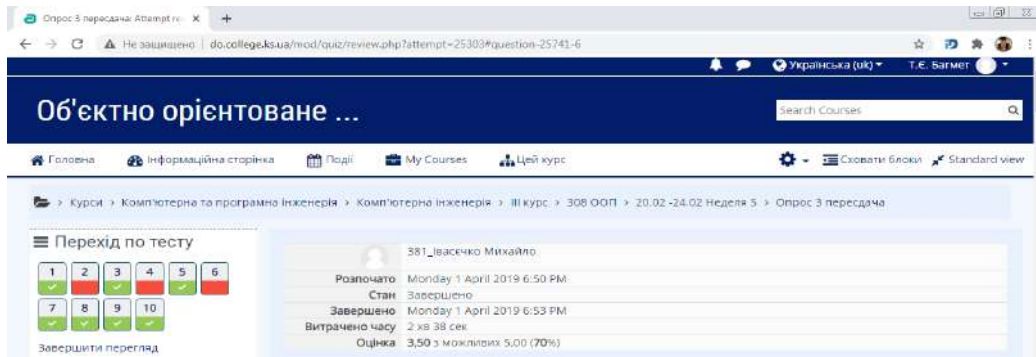 Опрос 3 пересдача: Attempt re
Не защищено | do.college.ks.ua/mod/quiz/review.php?attempt=25303#question-25741-6
Українська (uk) Т.Є. Багмет
Об'єктно орієнтоване ...
Search Courses
Головна Інформаційна сторінка Події My Courses Цей курс Сховати блоки Standard view
> Курси > Комп'ютерна та програмна інженерія > Комп'ютерна інженерія > III курс > 308 ООП > 20.02 -24.02 Неделя 5 > Опрос 3 пересдача
Перехід по тесту
1 2 3 4 5 6
7 8 9 10
Завершити перегляд
381_Івасечко Михайло
Розпочато Monday 1 April 2019 6:50 PM
Стан Завершено
Завершено Monday 1 April 2019 6:53 PM
Витрачено часу 2 хв 38 сек
Оцінка 3,50 з можливих 5,00 (70%)